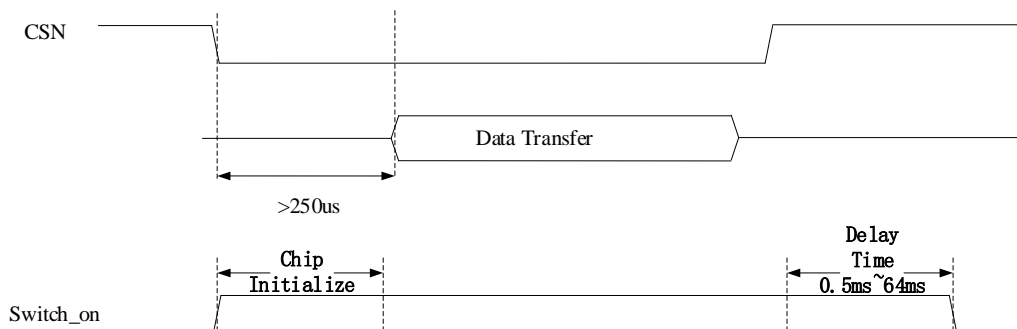 CSN
Data Transfer
>250us
Chip
Initialize
Delay
Time
0.5ms~64ms
Switch_on